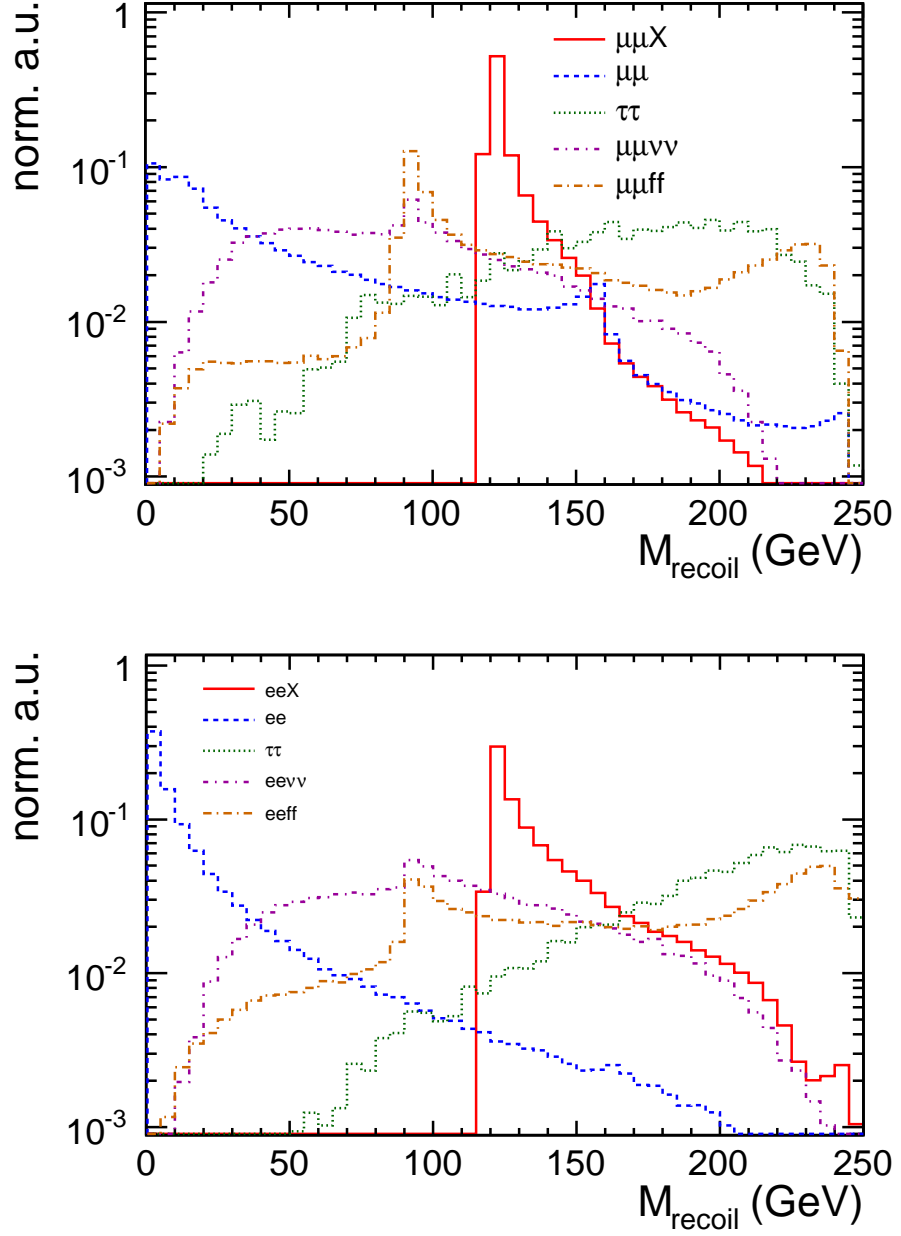 norm. a.u.
1
10⁻¹
10⁻²
10⁻³
μμX
μμ
ττ
μμνν
μμff
0 50 100 150 200 250
M_recoil (GeV)
norm. a.u.
1
10⁻¹
10⁻²
10⁻³
eeX
ee
ττ
eeνν
eeff
0 50 100 150 200 250
M_recoil (GeV)